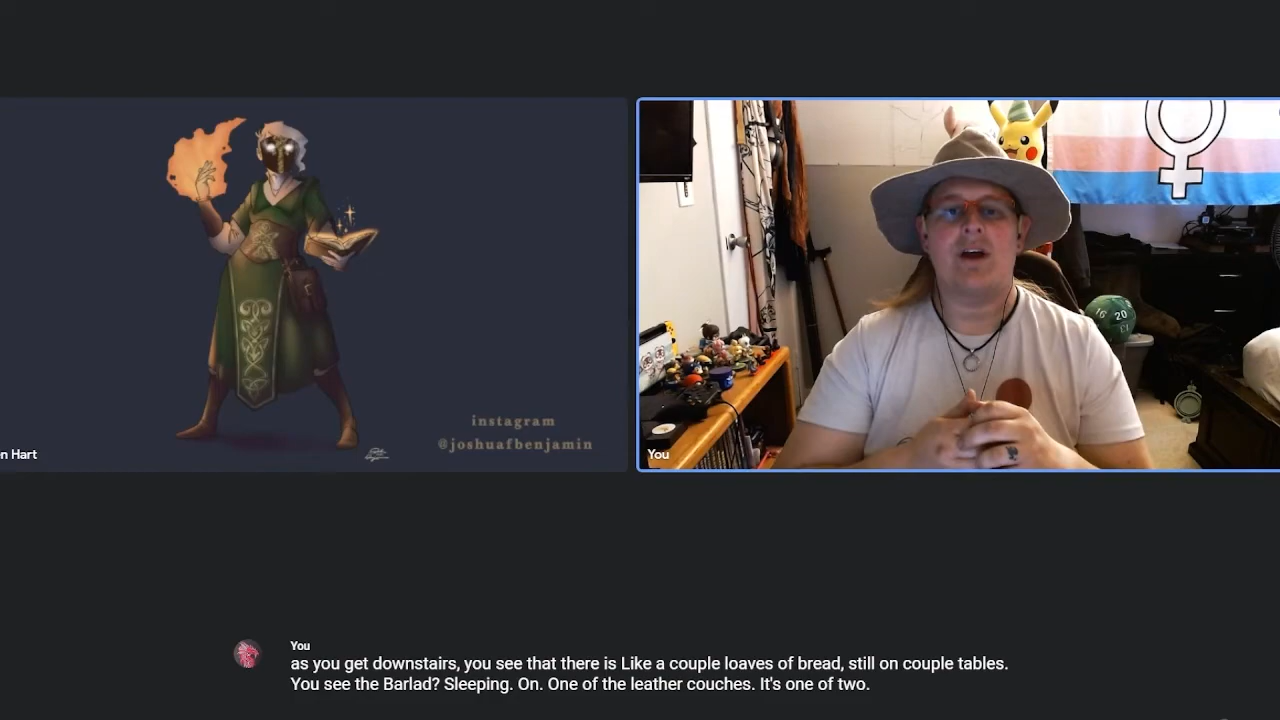 instagram
@joshuafbenjamin
n Hart
You
16 20
You
as you get downstairs, you see that there is Like a couple loaves of bread, still on couple tables.
You see the Barlad? Sleeping. On. One of the leather couches. It's one of two.